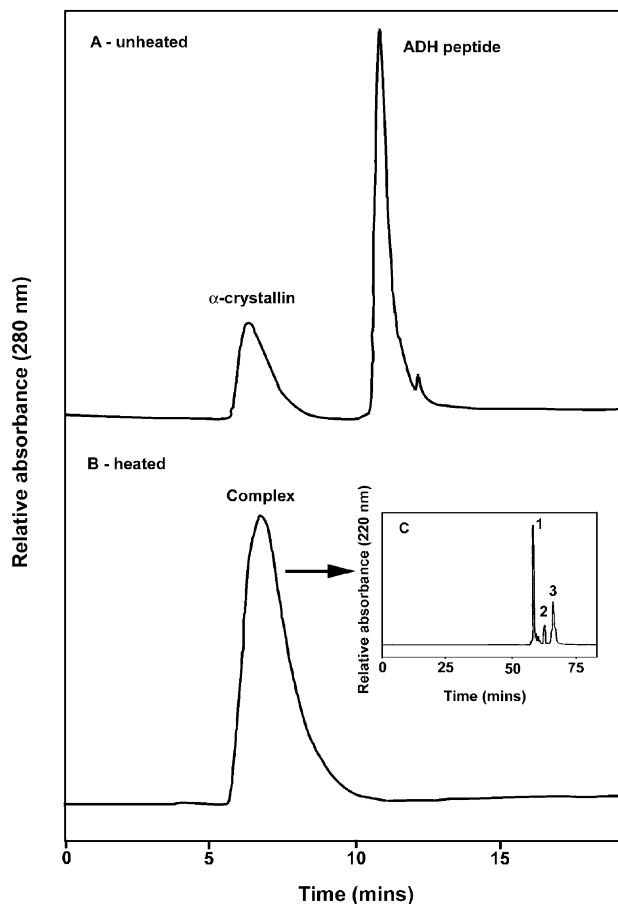 A - unheated
ADH peptide
α-crystallin
Relative absorbance (280 nm)
B - heated
Complex
C
1
2
3
Relative absorbance (220 nm)
0 25 50 75
Time (mins)
0 5 10 15
Time (mins)